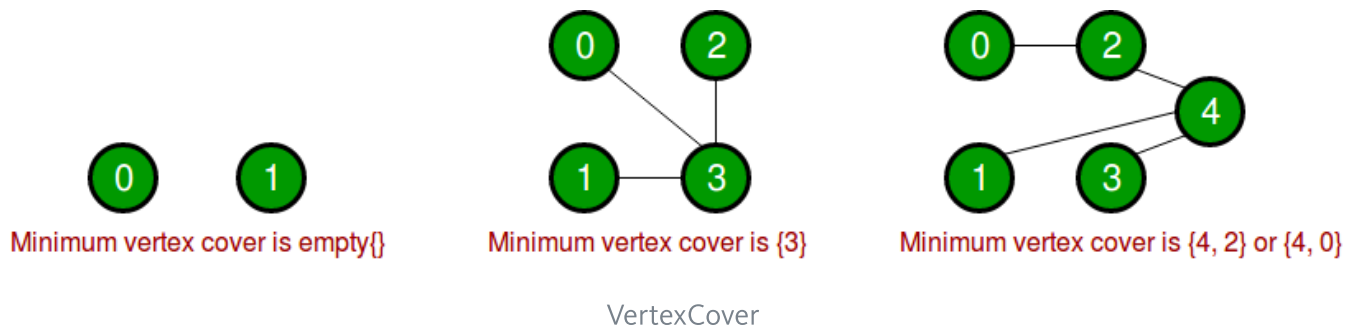 0 2 0 2
4
0 1 1 3 1 3
Minimum vertex cover is empty{} Minimum vertex cover is {3} Minimum vertex cover is {4, 2} or {4, 0}
VertexCover